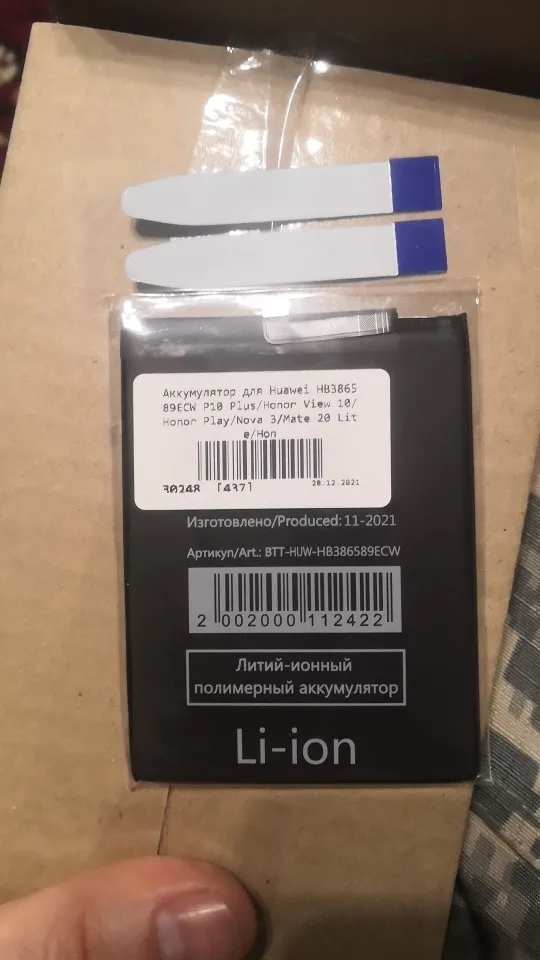 Аккумулятор для Huawei HB3865
89ECW P10 Plus/Honor View 10/
Honor Play/Nova 3/Mate 20 Lit
e/Hon
30248 [437]
28.12.2021
Изготовлено/Produced: 11-2021
Артикул/Art.: BTT-HUW-HB386589ECW
2 002000 112422
Литий-ионный
полимерный аккумулятор
Li-ion